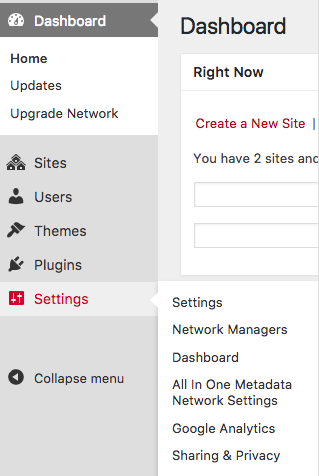 Dashboard
Home
Updates
Upgrade Network
Sites
Users
Themes
Plugins
Settings
Collapse menu
Dashboard
Right Now
Create a New Site |
You have 2 sites and
Settings
Network Managers
Dashboard
All In One Metadata
Network Settings
Google Analytics
Sharing & Privacy